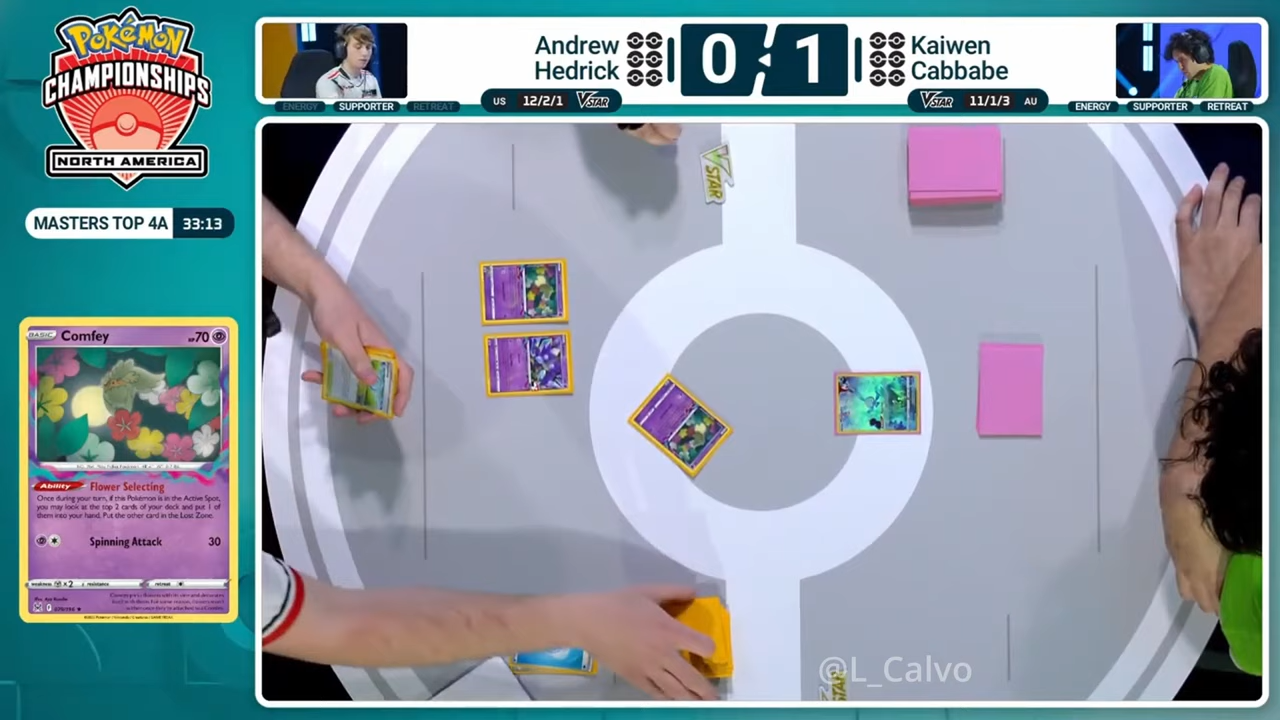 Pokémon
CHAMPIONSHIPS
NORTH AMERICA
MASTERS TOP 4A 33:13
Andrew
Hedrick
0 1
Kaiwen
Cabbabe
US 12/2/1 VSTAR
VSTAR 11/1/3 AU
ENERGY SUPPORTER RETREAT
ENERGY SUPPORTER RETREAT
VSTAR
BASIC Comfey HP 70
Ability Flower Selecting
Once during your turn, if this Pokémon is in the Active Spot,
you may look at the top 2 cards of your deck and put 1 of
them into your hand. Put the other card in the Lost Zone.
Spinning Attack 30
weakness ×2 resistance retreat
@L_Calvo